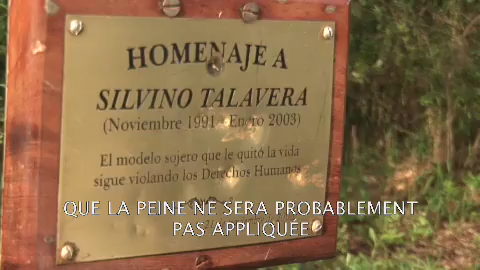 HOMENAJE A
SILVINO TALAVERA
(Noviembre 1991 - Enero 2003)
El modelo sojero que le quitó la vida
sigue violando los Derechos Humanos
QUE LA PEINE NE SERA PROBABLEMENT
PAS APPLIQUÉE